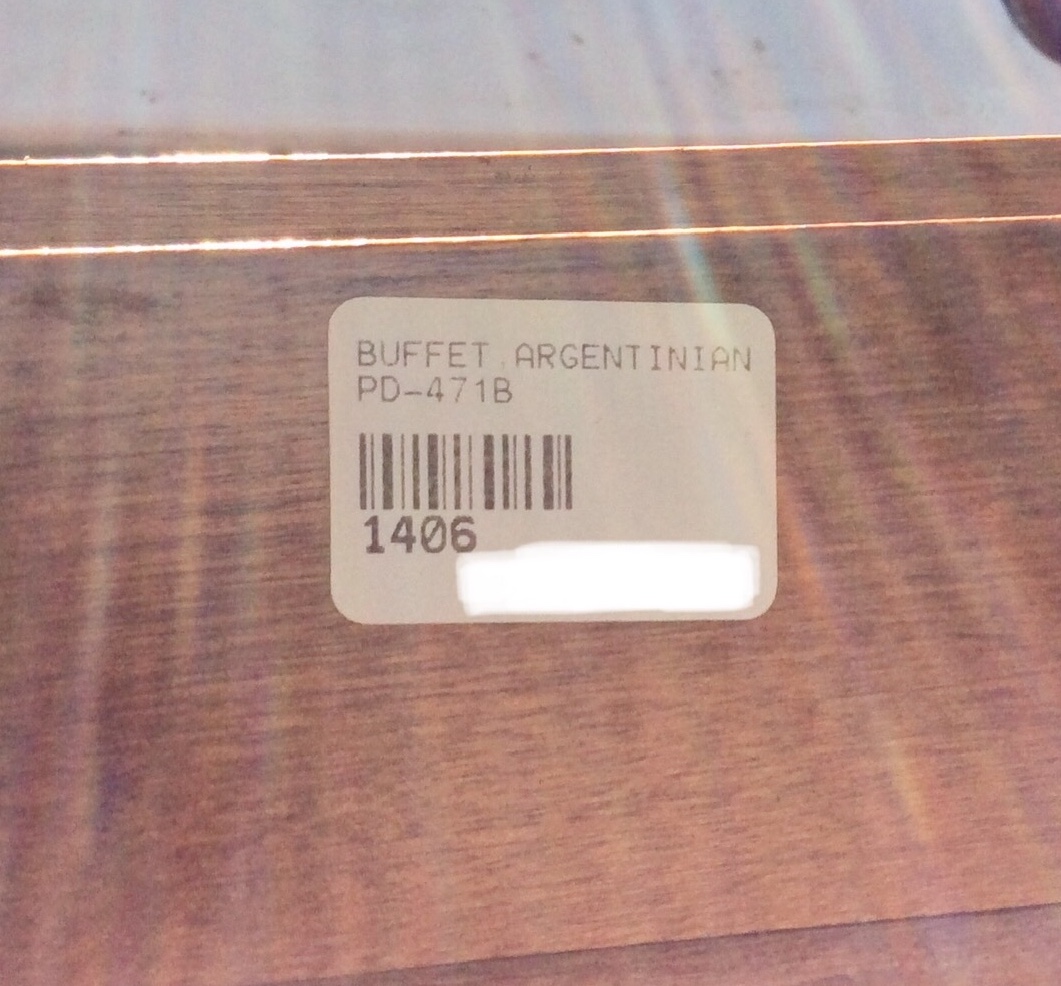 BUFFET ARGENTINIAN
PD-471B
1406